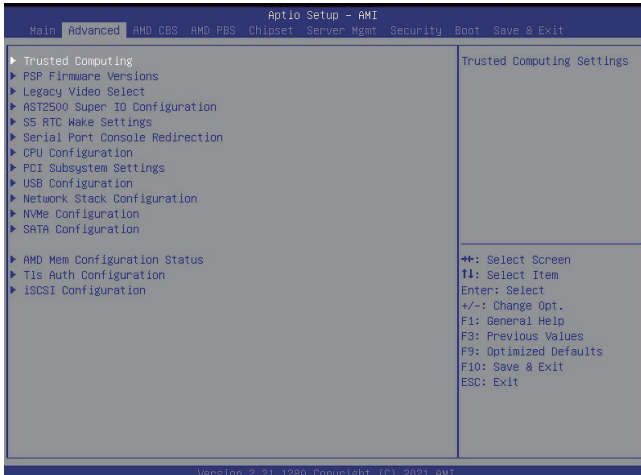 Aptio Setup – AMI
Main Advanced AMD CBS AMD PBS Chipset Server Mgmt Security Boot Save & Exit
Trusted Computing
PSP Firmware Versions
Legacy Video Select
AST2500 Super IO Configuration
S5 RTC Wake Settings
Serial Port Console Redirection
CPU Configuration
PCI Subsystem Settings
USB Configuration
Network Stack Configuration
NVMe Configuration
SATA Configuration
AMD Mem Configuration Status
Tls Auth Configuration
iSCSI Configuration
Trusted Computing Settings
→←: Select Screen
↑↓: Select Item
Enter: Select
+/-: Change Opt.
F1: General Help
F3: Previous Values
F9: Optimized Defaults
F10: Save & Exit
ESC: Exit
Version 2.21.1280 Copyright (C) 2021 AMI